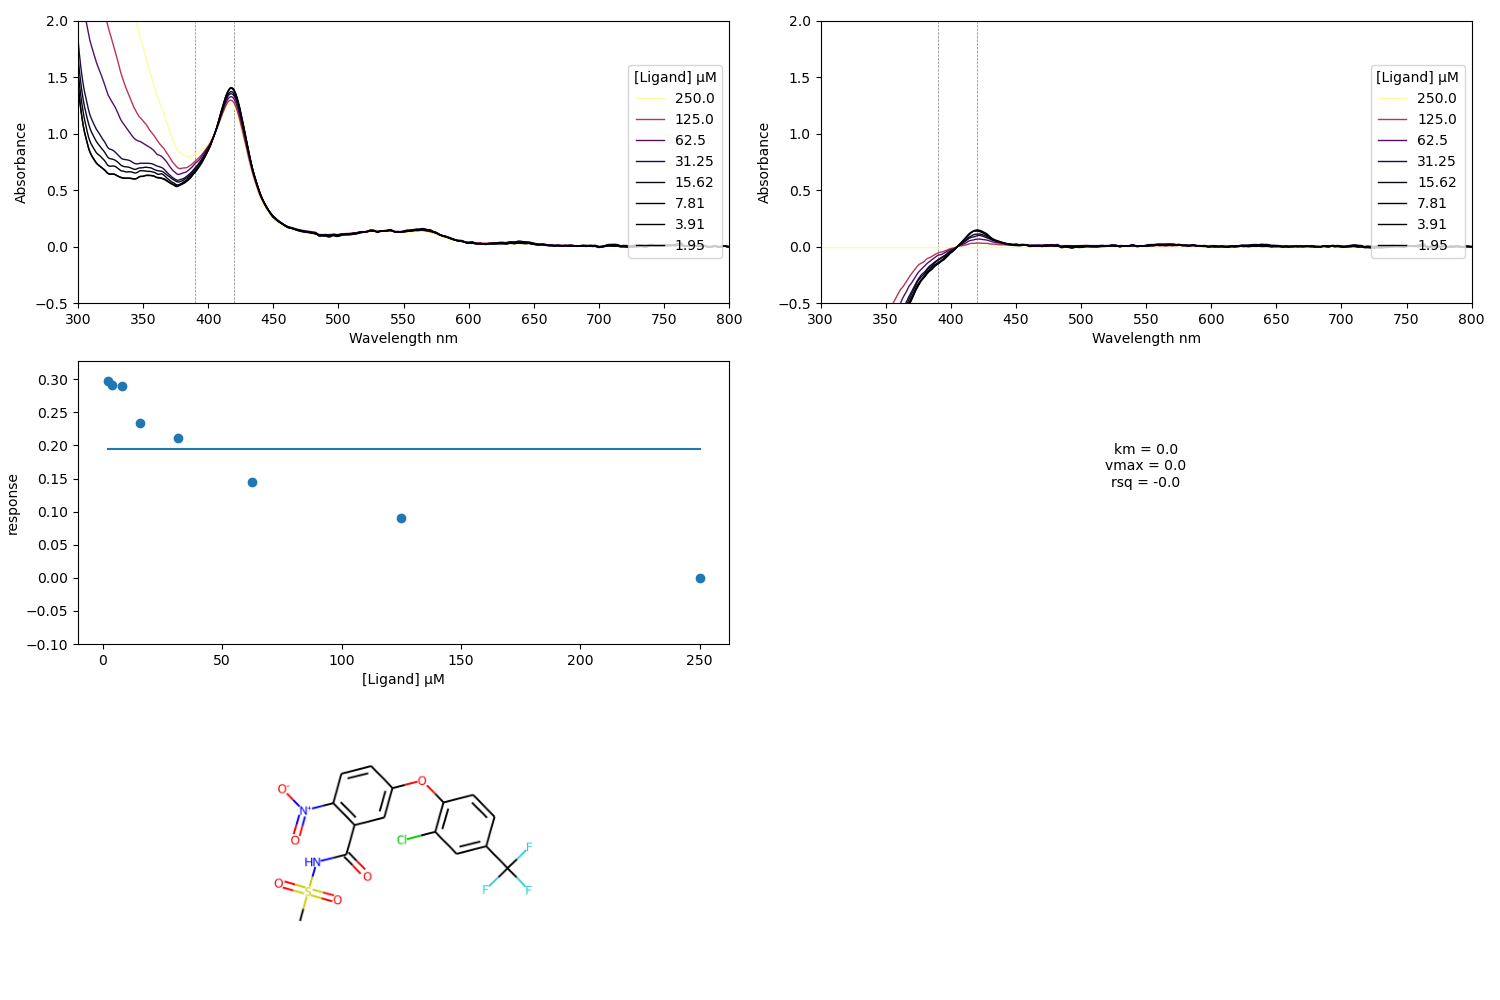 2.0
1.5
1.0
0.5
0.0
−0.5
Absorbance
300 350 400 450 500 550 600 650 700 750 800
Wavelength nm
[Ligand] μM
250.0
125.0
62.5
31.25
15.62
7.81
3.91
1.95
2.0
1.5
1.0
0.5
0.0
−0.5
Absorbance
300 350 400 450 500 550 600 650 700 750 800
Wavelength nm
[Ligand] μM
250.0
125.0
62.5
31.25
15.62
7.81
3.91
1.95
0.30
0.25
0.20
0.15
0.10
0.05
0.00
−0.05
−0.10
response
0 50 100 150 200 250
[Ligand] μM
km = 0.0
vmax = 0.0
rsq = -0.0
O⁻
N⁺
O
HN
O
S
O
O
O
Cl
F
F
F